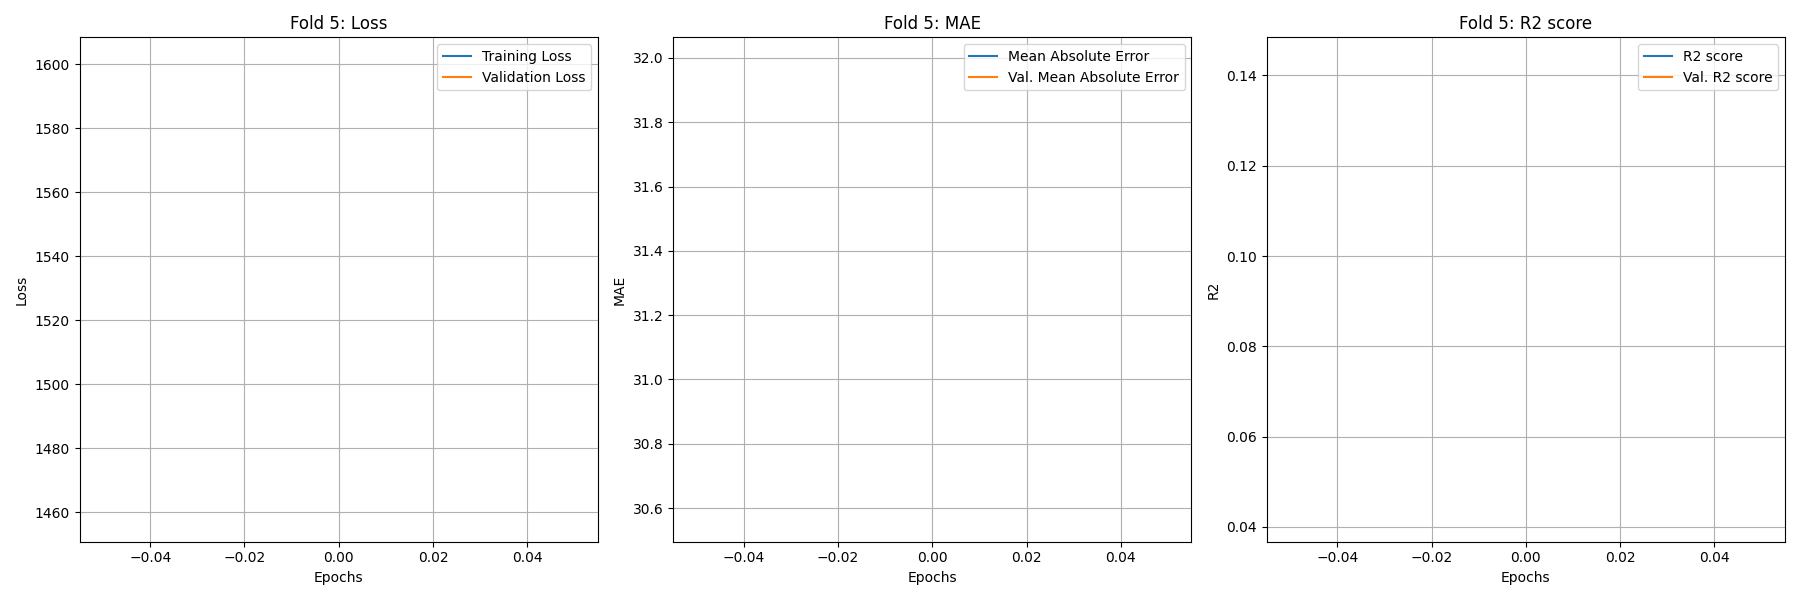 Fold 5: Loss
Training Loss
Validation Loss
1600
1580
1560
1540
1520
1500
1480
1460
Loss
−0.04
−0.02
0.00
0.02
0.04
Epochs
Fold 5: MAE
Mean Absolute Error
Val. Mean Absolute Error
32.0
31.8
31.6
31.4
31.2
31.0
30.8
30.6
MAE
−0.04
−0.02
0.00
0.02
0.04
Epochs
Fold 5: R2 score
R2 score
Val. R2 score
0.14
0.12
0.10
0.08
0.06
0.04
R2
−0.04
−0.02
0.00
0.02
0.04
Epochs